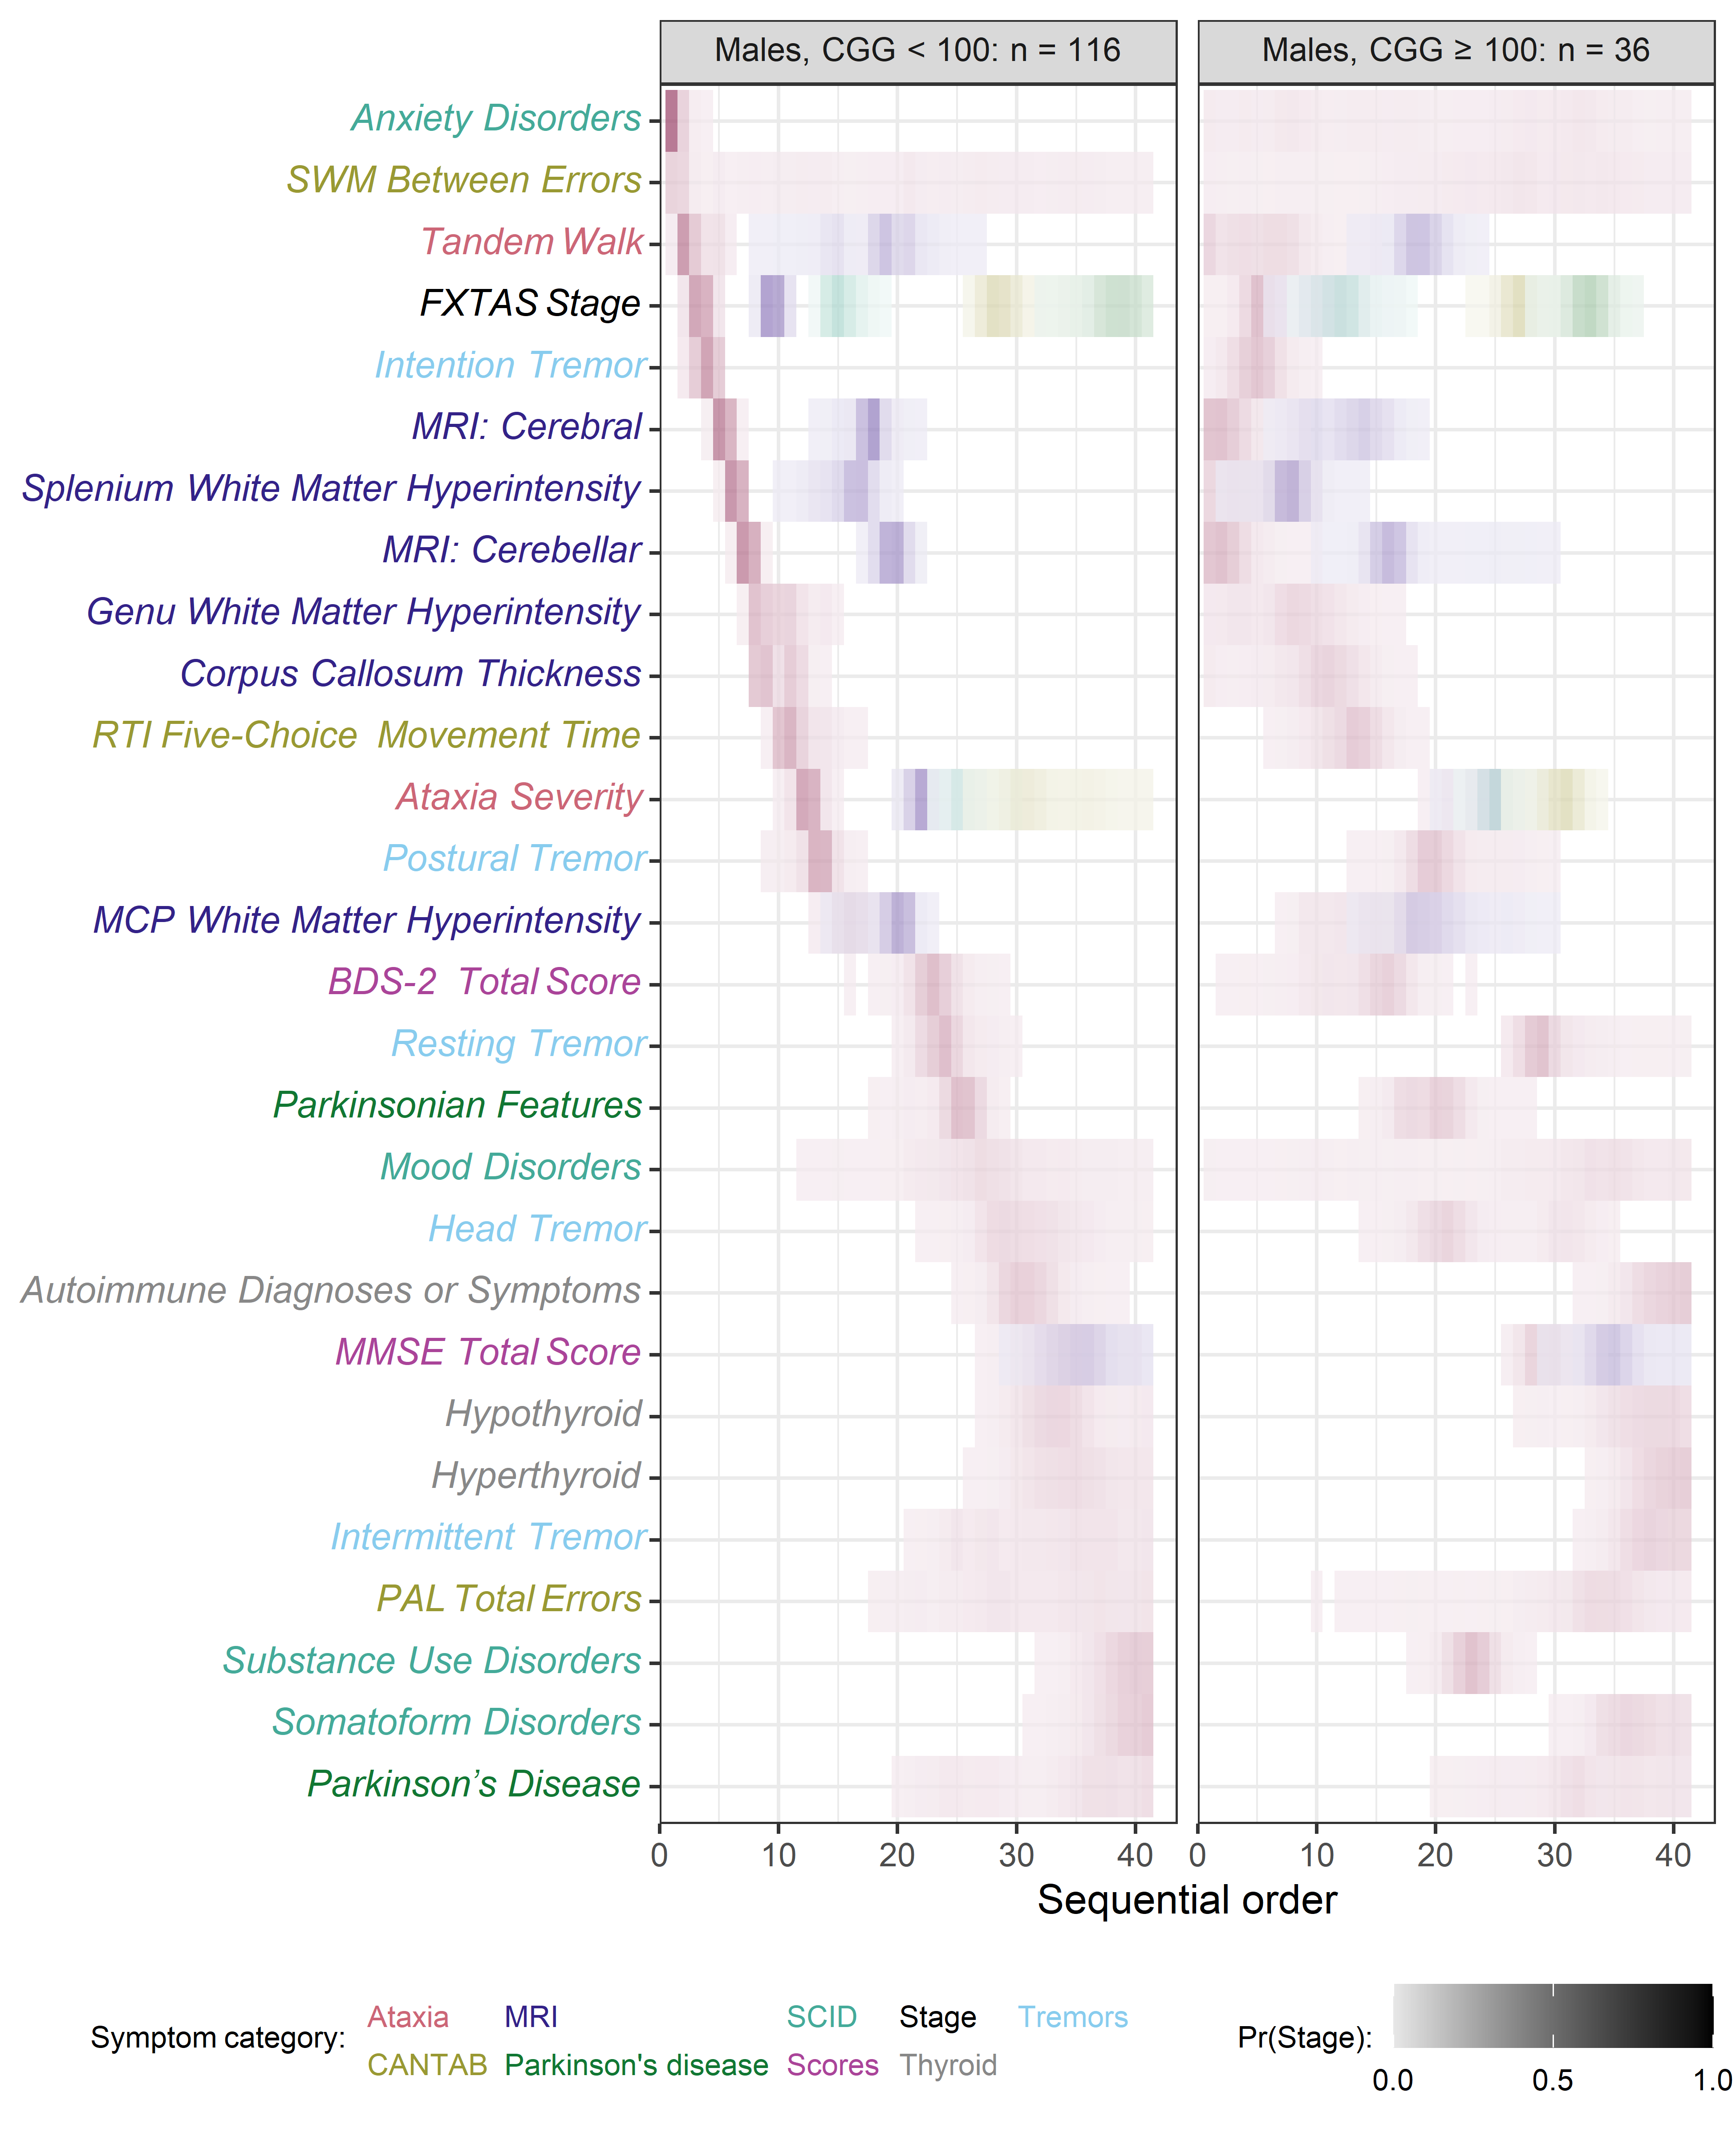 Males, CGG < 100: n = 116
Males, CGG ≥ 100: n = 36
Anxiety Disorders
SWM Between Errors
Tandem Walk
FXTAS Stage
Intention Tremor
MRI: Cerebral
Splenium White Matter Hyperintensity
MRI: Cerebellar
Genu White Matter Hyperintensity
Corpus Callosum Thickness
RTI Five-Choice  Movement Time
Ataxia Severity
Postural Tremor
MCP White Matter Hyperintensity
BDS-2  Total Score
Resting Tremor
Parkinsonian Features
Mood Disorders
Head Tremor
Autoimmune Diagnoses or Symptoms
MMSE Total Score
Hypothyroid
Hyperthyroid
Intermittent Tremor
PAL Total Errors
Substance Use Disorders
Somatoform Disorders
Parkinson’s Disease
0 10 20 30 40 0 10 20 30 40
Sequential order
Symptom category:
Ataxia MRI SCID Stage Tremors
CANTAB Parkinson's disease Scores Thyroid
Pr(Stage):
0.0 0.5 1.0